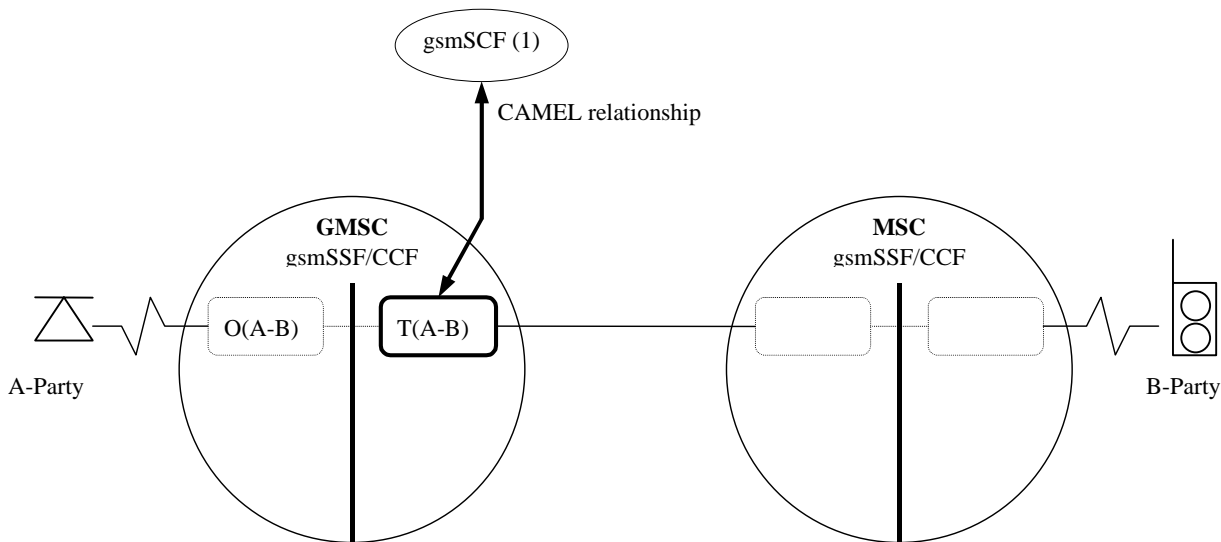 gsmSCF (1)
CAMEL relationship
GMSC
gsmSSF/CCF
MSC
gsmSSF/CCF
O(A-B)
T(A-B)
A-Party
B-Party